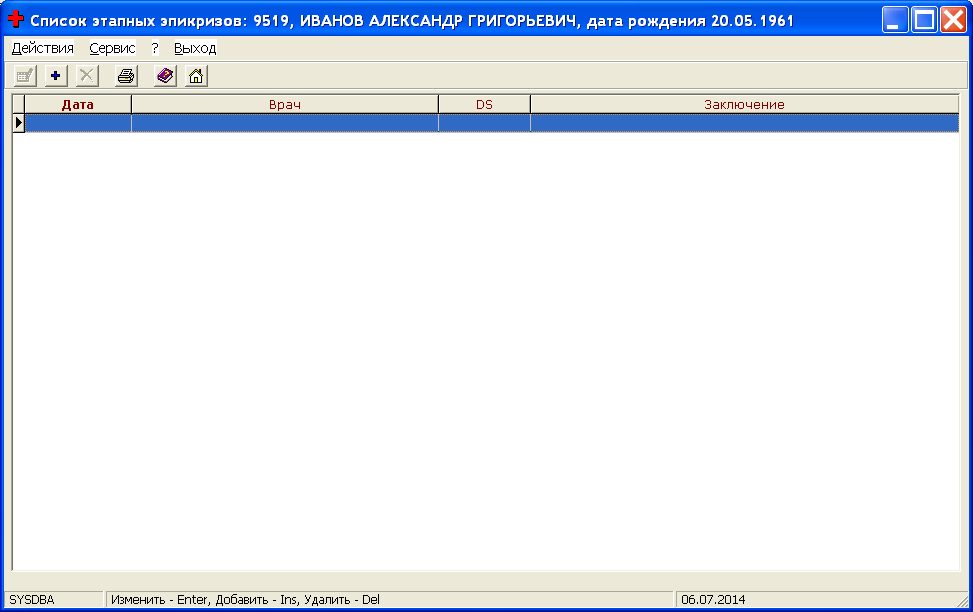 Список этапных эпикризов: 9519, ИВАНОВ АЛЕКСАНДР ГРИГОРЬЕВИЧ, дата рождения 20.05.1961
Действия Сервис ? Выход
Дата Врач DS Заключение
SYSDBA Изменить - Enter, Добавить - Ins, Удалить - Del 06.07.2014